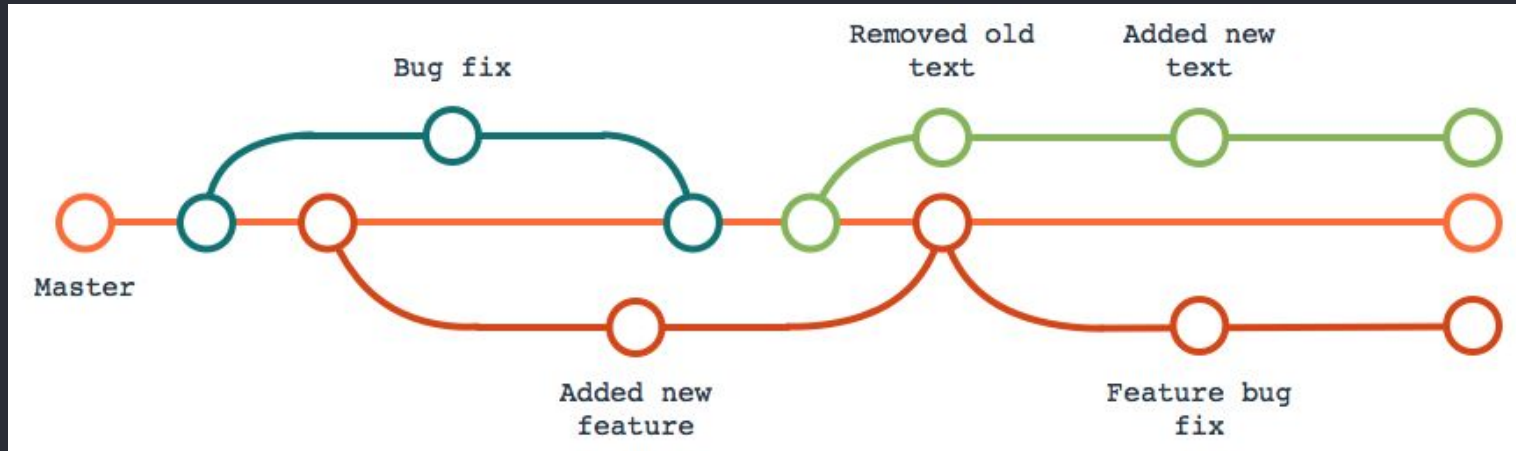 Bug fix
Removed old
text
Added new
text
Master
Added new
feature
Feature bug
fix